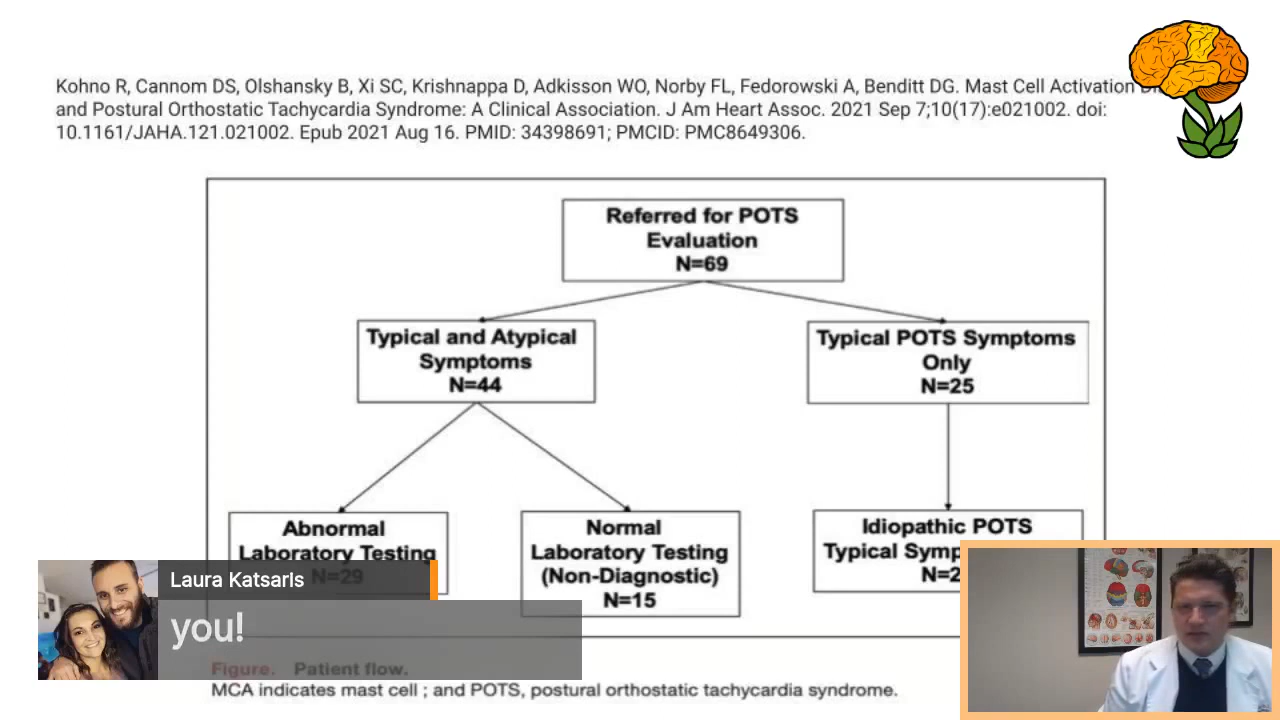 Kohno R, Cannom DS, Olshansky B, Xi SC, Krishnappa D, Adkisson WO, Norby FL, Fedorowski A, Benditt DG. Mast Cell Activation
and Postural Orthostatic Tachycardia Syndrome: A Clinical Association. J Am Heart Assoc. 2021 Sep 7;10(17):e021002. doi:
10.1161/JAHA.121.021002. Epub 2021 Aug 16. PMID: 34398691; PMCID: PMC8649306.
Referred for POTS
Evaluation
N=69
Typical and Atypical
Symptoms
N=44
Typical POTS Symptoms
Only
N=25
Abnormal
Laboratory Testing
N=29
Normal
Laboratory Testing
(Non-Diagnostic)
N=15
Idiopathic POTS
Typical
Laura Katsaris
you!
Figure. Patient flow.
MCA indicates mast cell ; and POTS, postural orthostatic tachycardia syndrome.